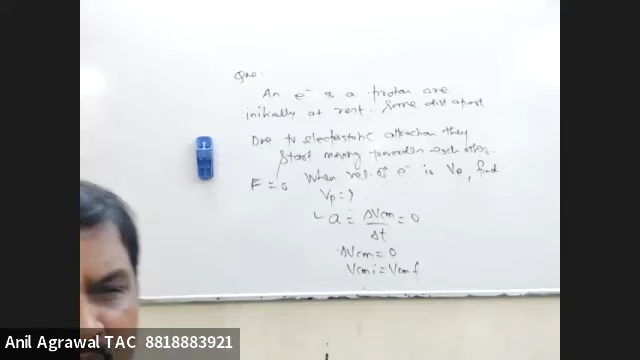 Que:
An e⁻ & a proton are
initially at rest. Some dist apart
Due to electrostatic attraction they
start moving towards each other.
F = 0 When vel. of e⁻ is Ve, find
Vp = ?
a = ΔVcm/Δt = 0
ΔVcm = 0
Vcmi = Vcmf
Anil Agrawal TAC 8818883921